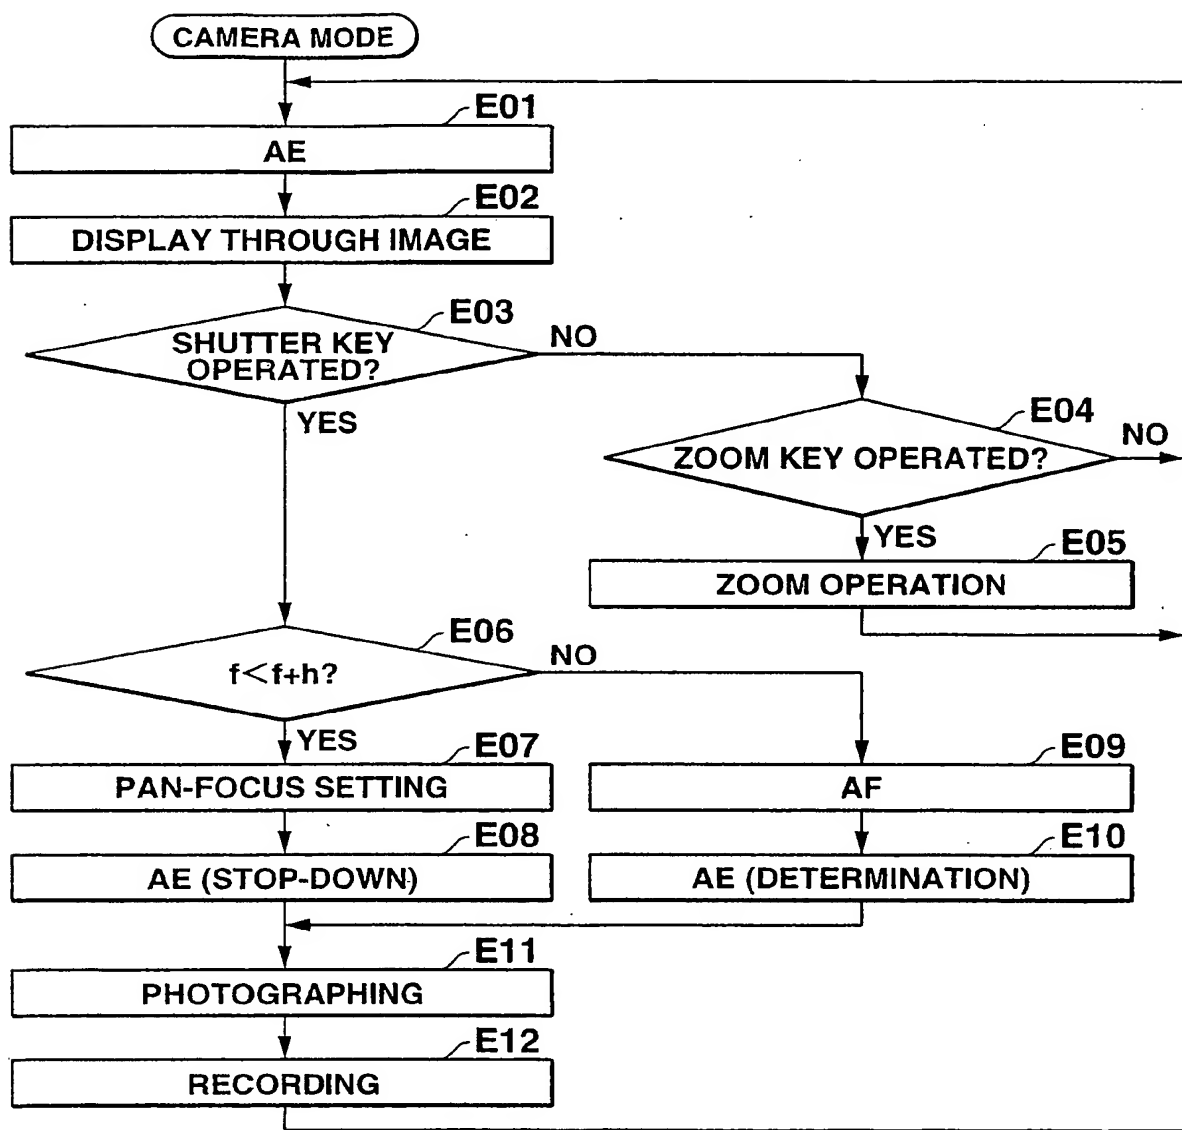 CAMERA MODE
E01
AE
E02
DISPLAY THROUGH IMAGE
E03
SHUTTER KEY
OPERATED?
NO
YES
E04
ZOOM KEY OPERATED?
NO
YES
E05
ZOOM OPERATION
E06
f<f+h?
NO
YES
E07
PAN-FOCUS SETTING
E09
AF
E08
AE (STOP-DOWN)
E10
AE (DETERMINATION)
E11
PHOTOGRAPHING
E12
RECORDING